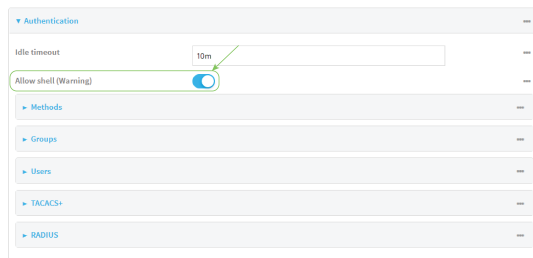 Authentication
Idle timeout
10m
Allow shell (Warning)
Methods
Groups
Users
TACACS+
RADIUS